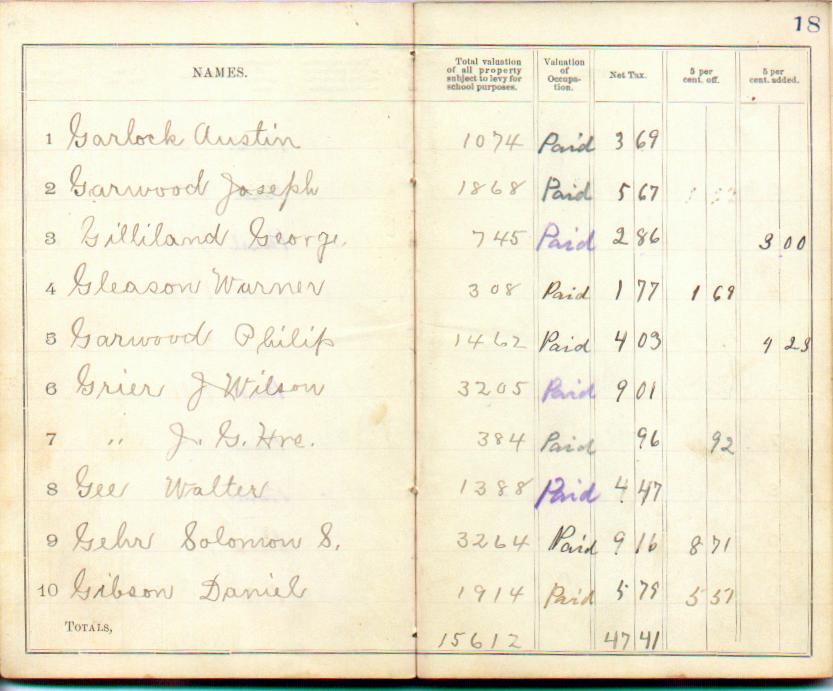 18
NAMES. Total valuation of all property subject to levy for school purposes. Valuation of Occupa- tion. Net Tax. 5 per cent. off. 5 per cent. added.
1 Garlock Austin 1074 Paid 3 69
2 Garwood Joseph 1868 Paid 5 67
3 Gilliland George. 745 Paid 2 86 3 00
4 Gleason Warner 308 Paid 1 77 1 69
5 Garwood Philip 1462 Paid 4 03 4 23
6 Grier J Wilson 3205 Paid 9 01
7 " J. G. Hre. 384 Paid 96 92
8 Gee Walter 1388 Paid 4 47
9 Gehr Solomon S. 3264 Paid 9 16 8 71
10 Gibson Daniel 1914 Paid 5 79 5 51
TOTALS, 15612 47 41